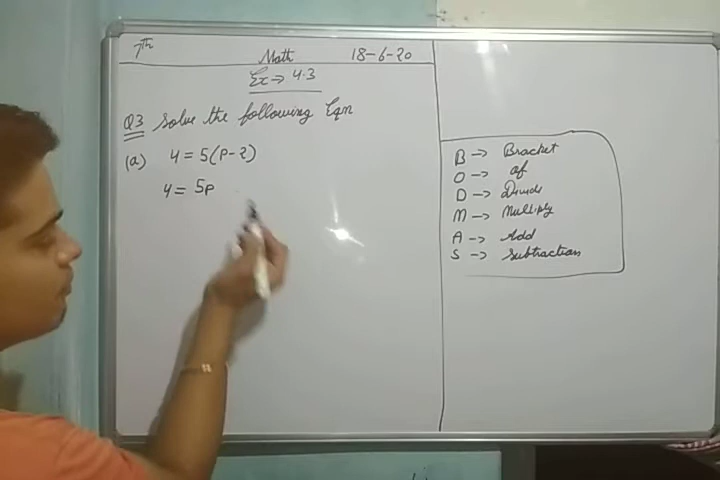 7Th
Math 18-6-20
Ex → 4.3
Q3 Solve the following Eqn
(a) 4 = 5(P-2)
4 = 5P
B → Bracket
O → of
D → Divide
M → Multiply
A → Add
S → Subtraction